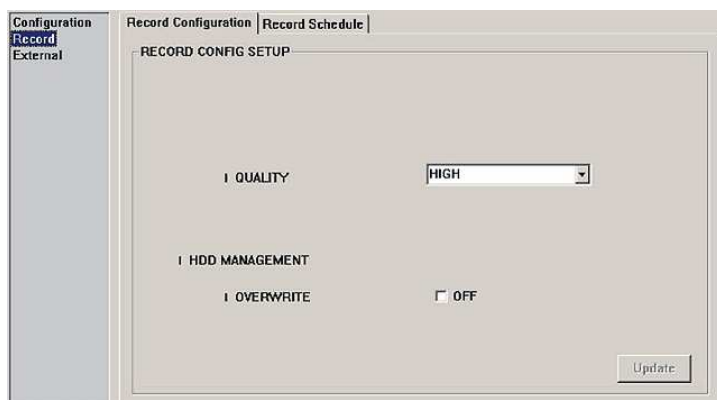 Configuration
Record
External
Record Configuration
Record Schedule
RECORD CONFIG SETUP
QUALITY
HIGH
HDD MANAGEMENT
OVERWRITE
OFF
Update